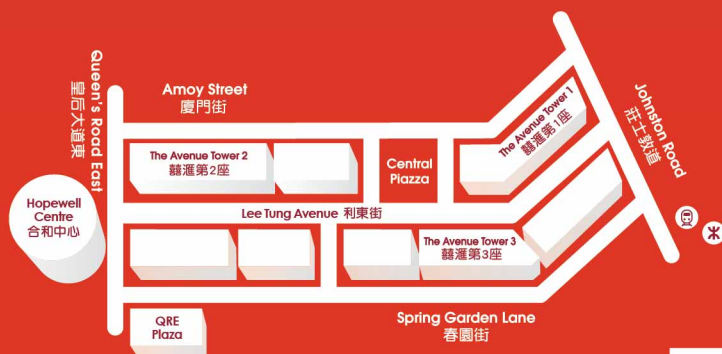 Queen's Road East
皇后大道東
Amoy Street
廈門街
Johnston Road
莊士敦道
The Avenue Tower 1
囍滙第1座
The Avenue Tower 2
囍滙第2座
Central
Piazza
Hopewell
Centre
合和中心
Lee Tung Avenue 利東街
The Avenue Tower 3
囍滙第3座
QRE
Plaza
Spring Garden Lane
春園街